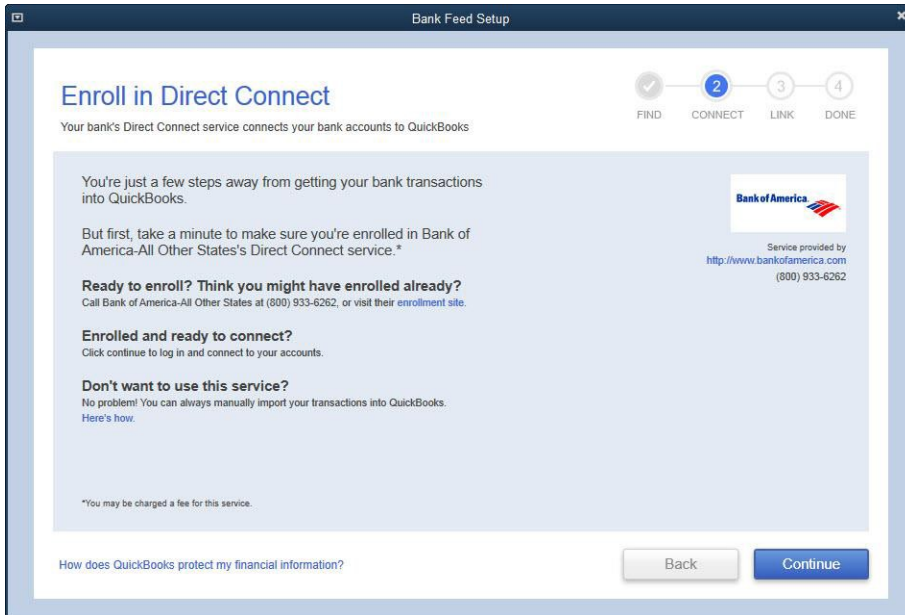 Bank Feed Setup
Enroll in Direct Connect
Your bank's Direct Connect service connects your bank accounts to QuickBooks
2
3
4
FIND
CONNECT
LINK
DONE
You're just a few steps away from getting your bank transactions
into QuickBooks.
But first, take a minute to make sure you're enrolled in Bank of
America-All Other States's Direct Connect service.*
Ready to enroll? Think you might have enrolled already?
Call Bank of America-All Other States at (800) 933-6262, or visit their enrollment site.
Enrolled and ready to connect?
Click continue to log in and connect to your accounts.
Don't want to use this service?
No problem! You can always manually import your transactions into QuickBooks.
Here's how.
*You may be charged a fee for this service.
Bank of America.
Service provided by
http://www.bankofamerica.com
(800) 933-6262
How does QuickBooks protect my financial information?
Back
Continue